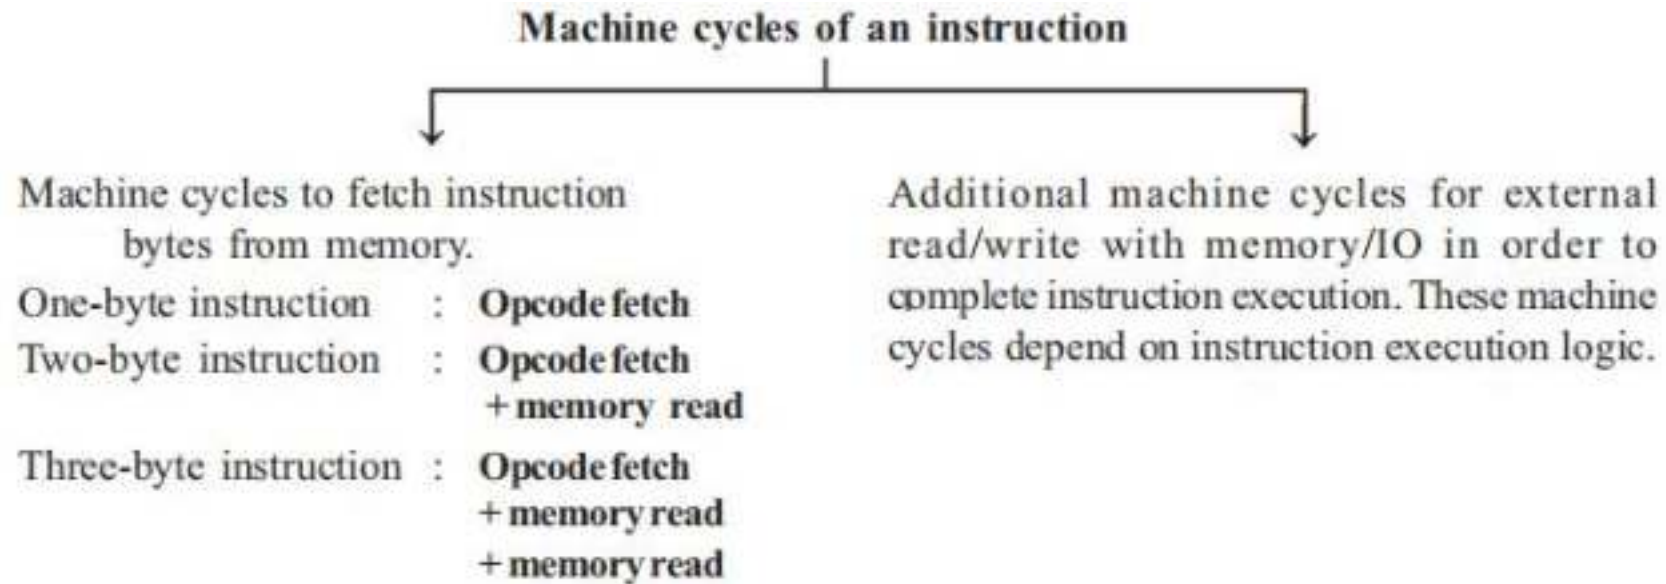 Machine cycles of an instruction
Machine cycles to fetch instruction
bytes from memory.
One-byte instruction : Opcode fetch
Two-byte instruction : Opcode fetch
+ memory read
Three-byte instruction : Opcode fetch
+ memory read
+ memory read
Additional machine cycles for external
read/write with memory/IO in order to
complete instruction execution. These machine
cycles depend on instruction execution logic.